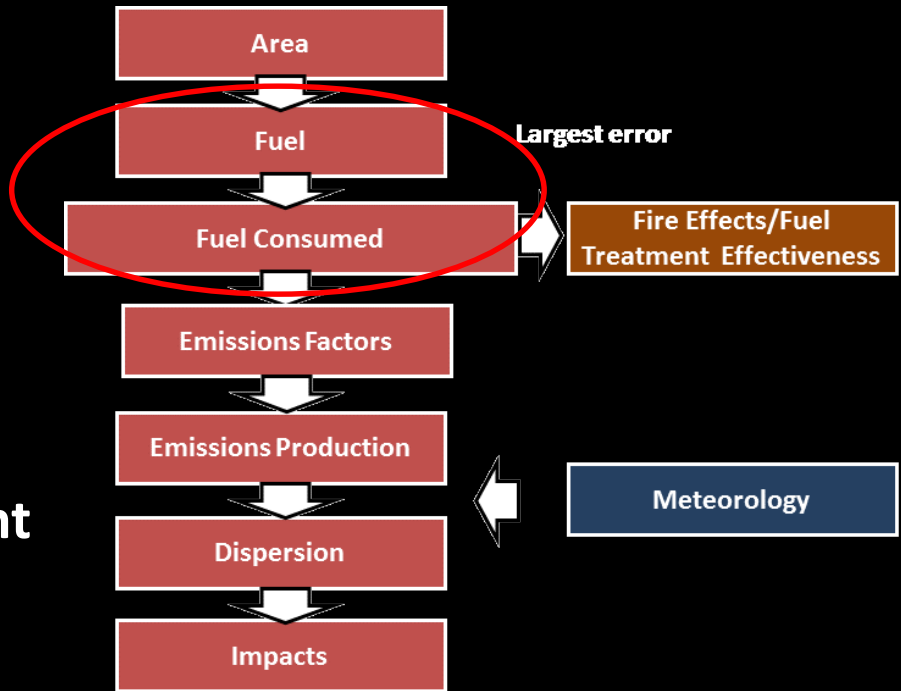 Area
Fuel
Largest error
Fuel Consumed
Fire Effects/Fuel
Treatment Effectiveness
Emissions Factors
Emissions Production
Meteorology
nt
Dispersion
Impacts